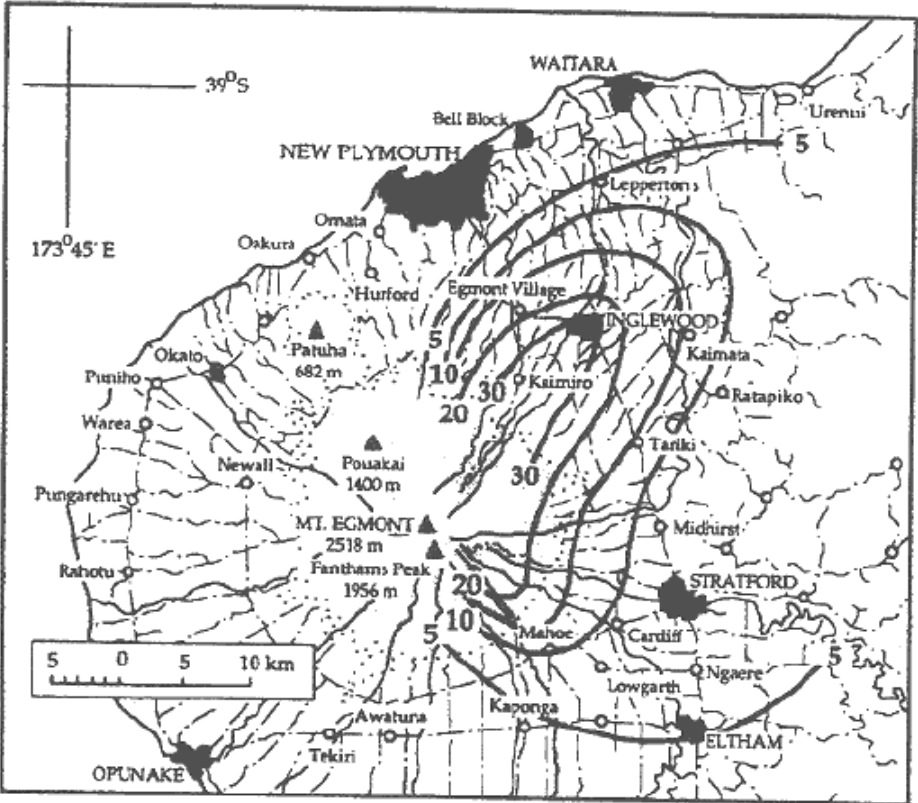 WAITARA
39°S
Urenui
Bell Block
5
NEW PLYMOUTH
Lepperton
Omata
173°45' E
Oakura
Hurford
Egmont Village
INGLEWOOD
5
Patuha
682 m
Kaimata
Okato
10
30
Kaimiro
Puniho
Ratapiko
20
Warea
Tariki
Newall
Pouakai
1400 m
30
Pungarehu
MT. EGMONT
2518 m
Midhirst
Fanthams Peak
1956 m
Rahotu
20
STRATFORD
10
5
Mahoe
Cardiff
5
0
5
10 km
5
Ngaere
Lowgarth
Kaponga
Awatuna
Tekiri
ELTHAM
OPUNAKE